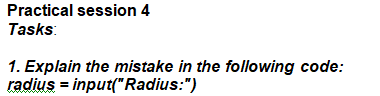 Practical session 4
Tasks:
1. Explain the mistake in the following code:
radius = input("Radius:")